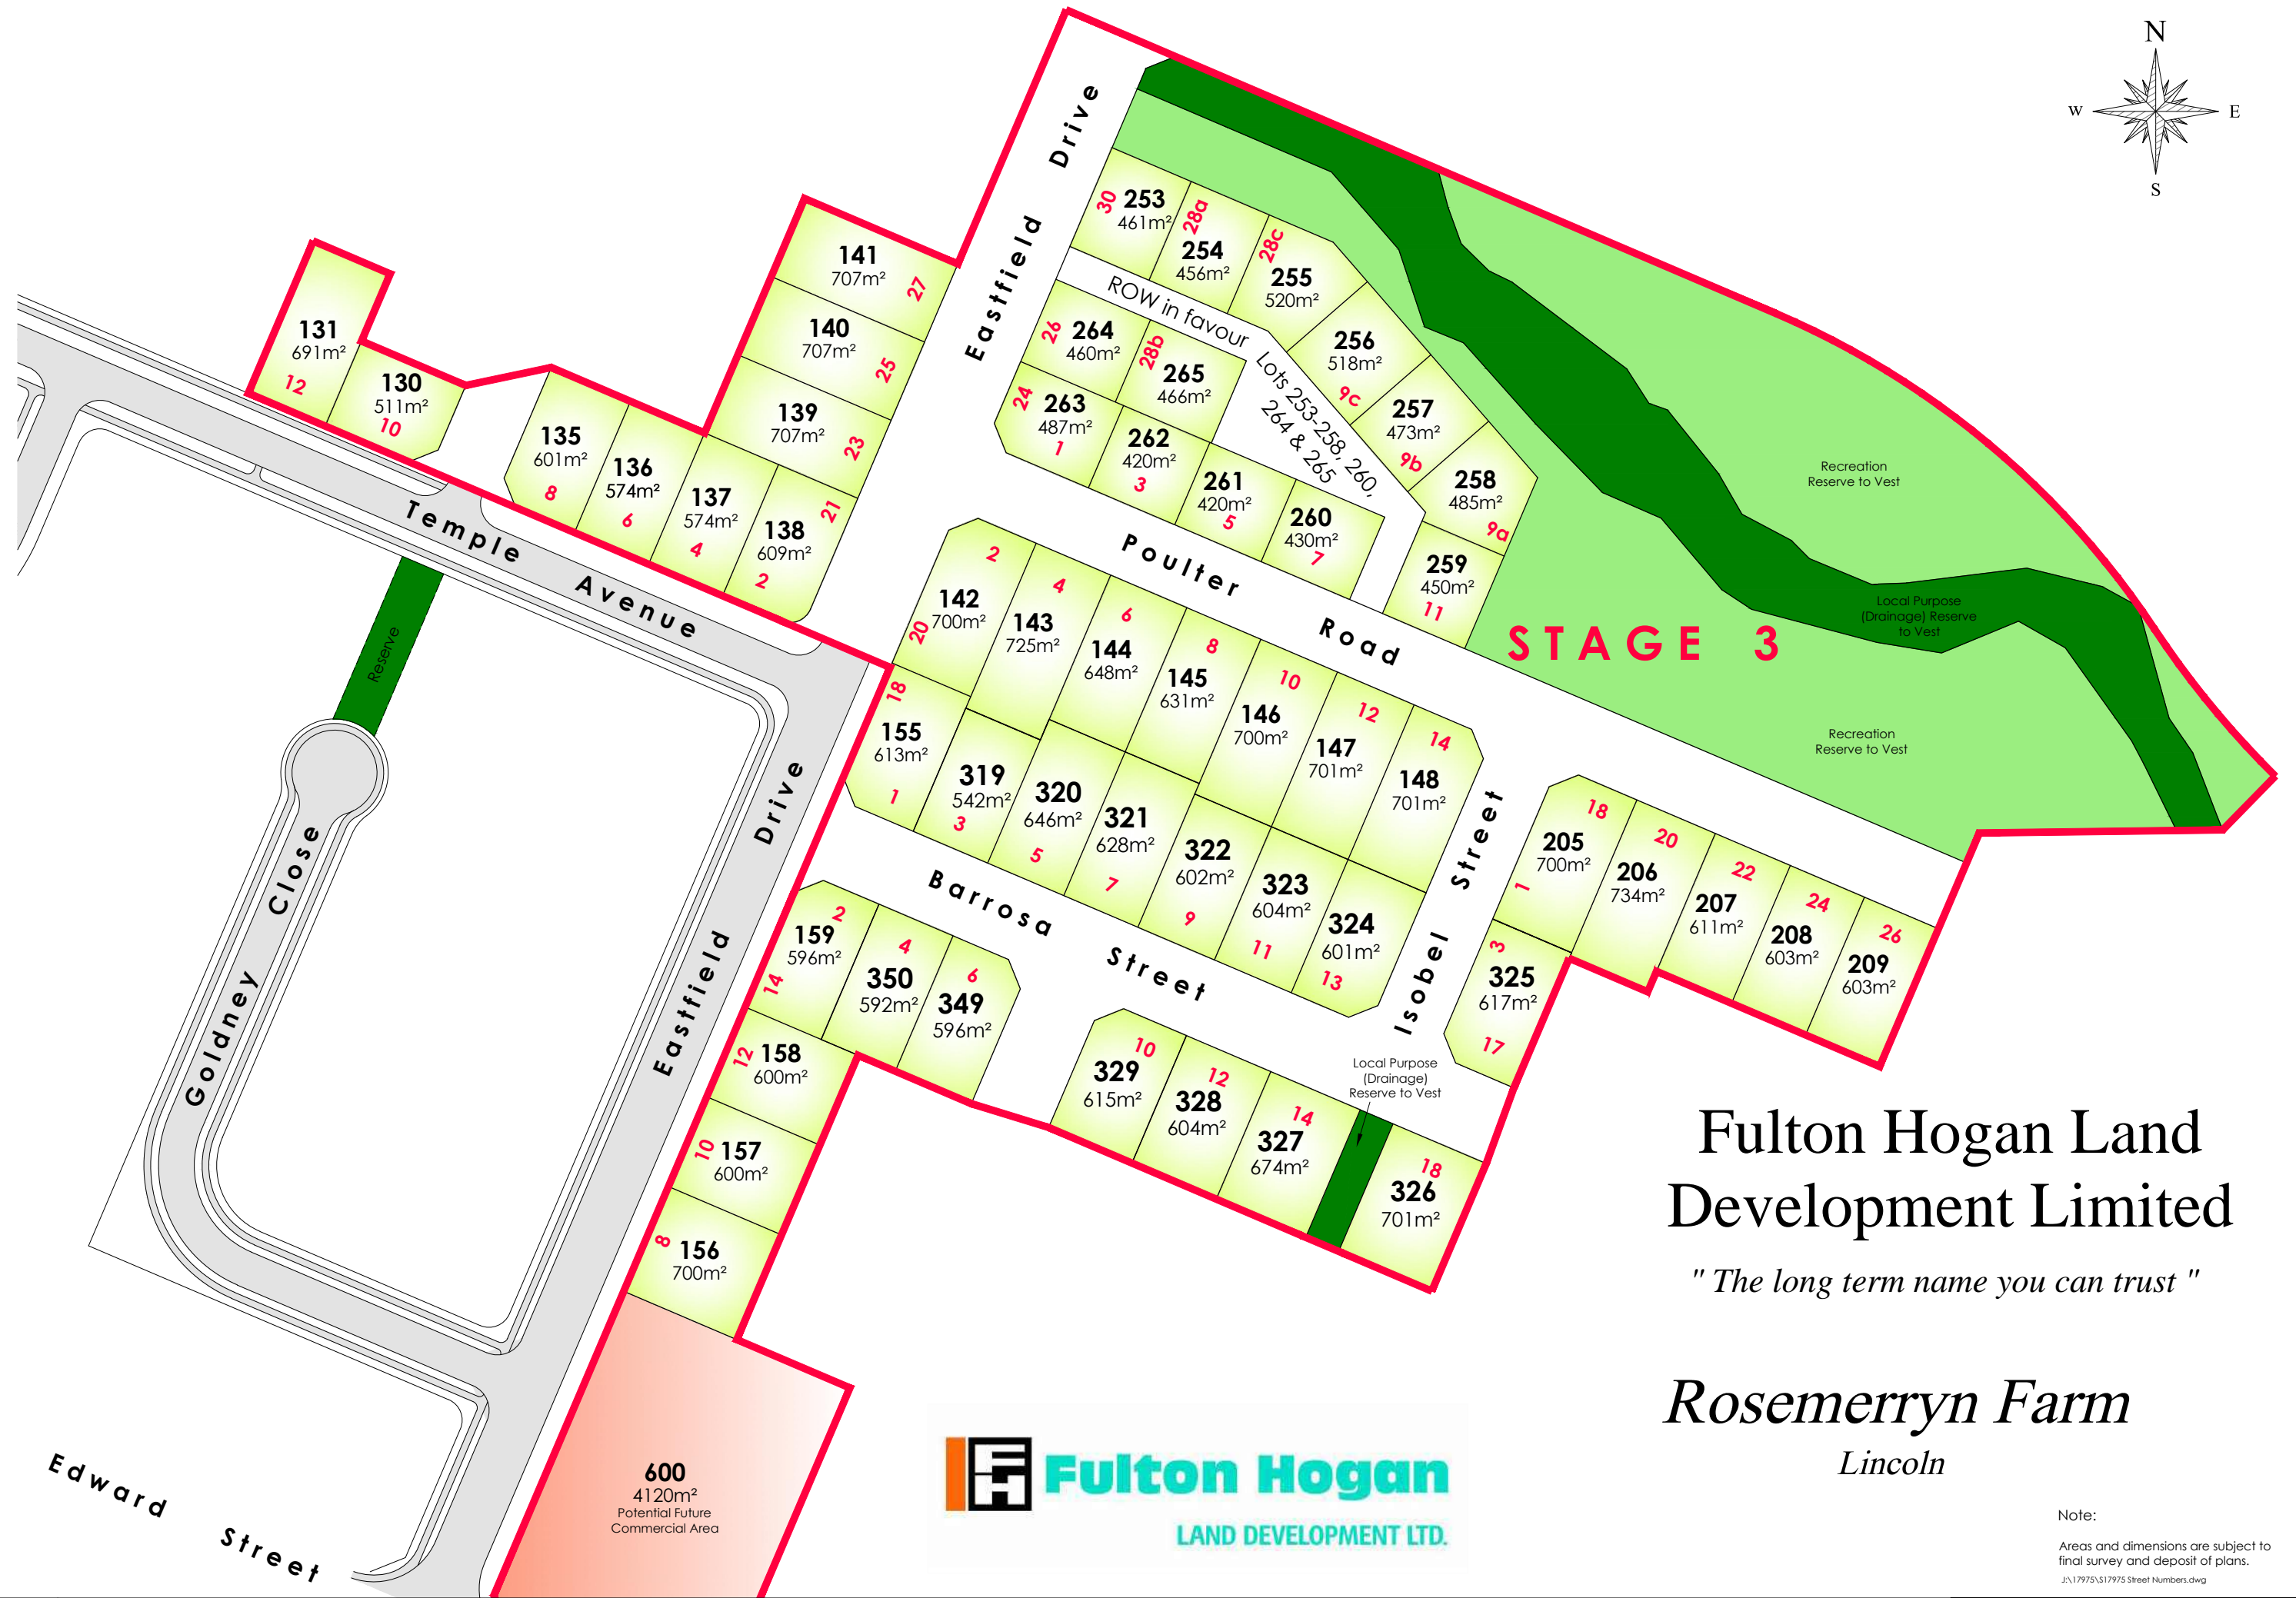 N
W
E
S
Eastfield Drive
30
253
461m²
28a
254
456m²
28c
255
520m²
ROW in favour
Lots 253-258, 260,
264 & 265
256
518m²
9c
257
473m²
9b
258
485m²
9a
259
450m²
11
26
264
460m²
28b
265
466m²
24
263
487m²
1
262
420m²
3
261
420m²
5
260
430m²
7
141
707m²
27
140
707m²
25
139
707m²
23
138
609m²
21
2
137
574m²
4
136
574m²
6
135
601m²
8
131
691m²
12
130
511m²
10
Temple Avenue
Reserve
Goldney Close
Edward Street
Eastfield Drive
Poulter Road
STAGE 3
Recreation
Reserve to Vest
Local Purpose
(Drainage) Reserve
to Vest
Recreation
Reserve to Vest
2
142
700m²
20
4
143
725m²
6
144
648m²
8
145
631m²
10
146
700m²
12
147
701m²
14
148
701m²
18
155
613m²
1
319
542m²
3
320
646m²
5
321
628m²
7
322
602m²
9
323
604m²
11
324
601m²
13
Barrosa Street
Isobel Street
18
205
700m²
1
20
206
734m²
22
207
611m²
24
208
603m²
26
209
603m²
3
325
617m²
17
2
159
596m²
14
4
350
592m²
6
349
596m²
12
158
600m²
10
157
600m²
8
156
700m²
10
329
615m²
12
328
604m²
14
327
674m²
Local Purpose
(Drainage)
Reserve to Vest
18
326
701m²
600
4120m²
Potential Future
Commercial Area
Fulton Hogan
LAND DEVELOPMENT LTD.
Fulton Hogan Land
Development Limited
" The long term name you can trust "
Rosemerryn Farm
Lincoln
Note:
Areas and dimensions are subject to
final survey and deposit of plans.
J:\17975\S17975 Street Numbers.dwg